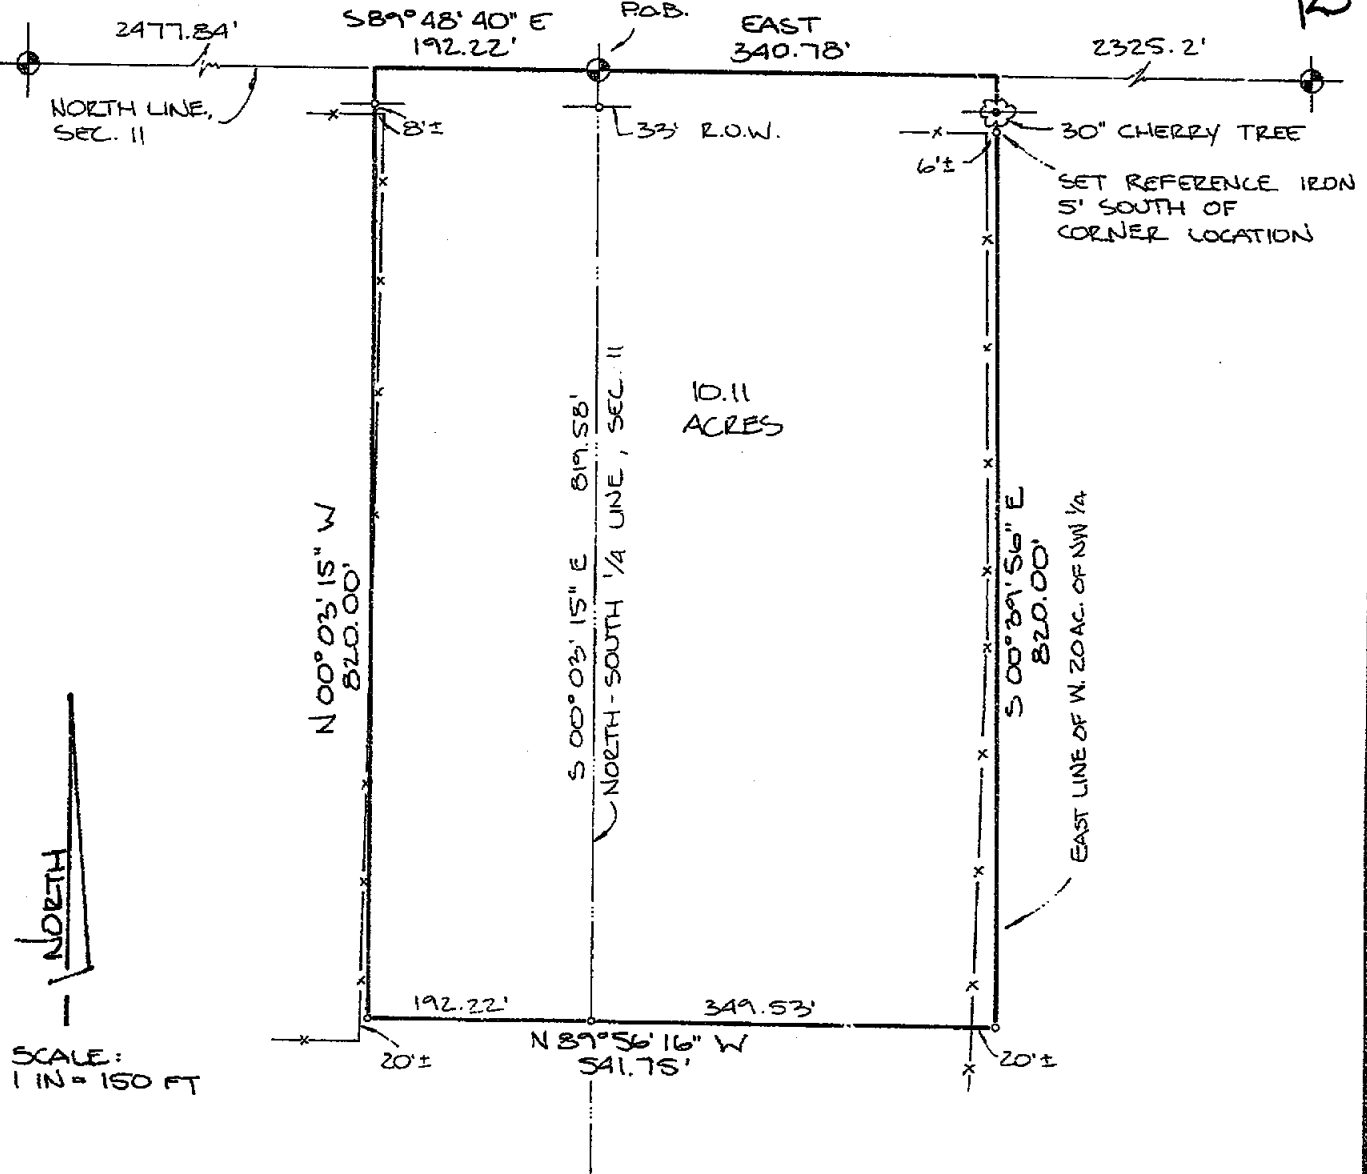 2477.84'
S89°48'40" E
192.22'
P.O.B.
EAST
340.78'
2325.2'
NORTH LINE,
SEC. 11
8'±
33' R.O.W.
6'±
30" CHERRY TREE
SET REFERENCE IRON
5' SOUTH OF
CORNER LOCATION
10.11
ACRES
N 00°03'15" W
820.00'
S 00°03'15" E 819.58'
NORTH-SOUTH 1/4 LINE, SEC. 11
S 00°39'56" E
820.00'
EAST LINE OF W. 20 AC. OF NW 1/4
NORTH
192.22'
349.53'
N 89°56'16" W
541.75'
20'±
20'±
SCALE:
1 IN = 150 FT